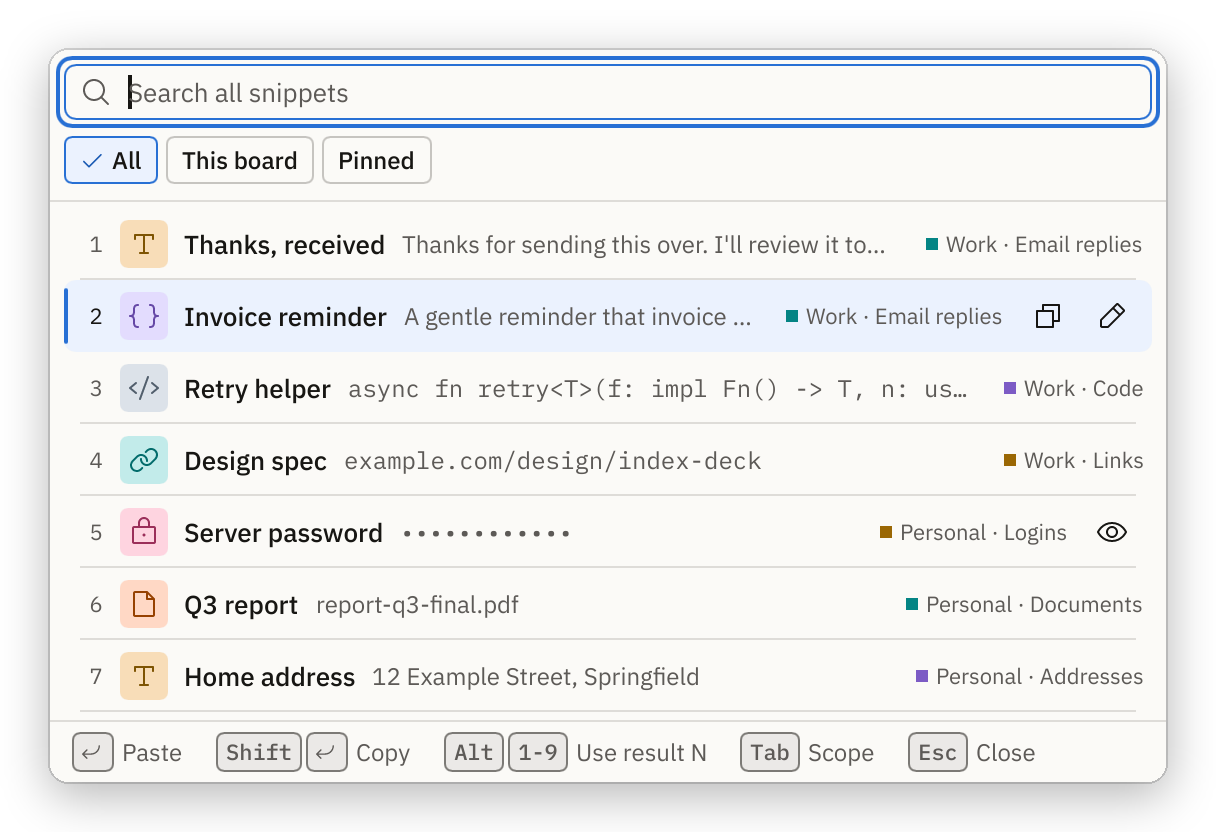 Search all snippets
All This board Pinned
1 Thanks, received Thanks for sending this over. I'll review it to... Work · Email replies
2 { } Invoice reminder A gentle reminder that invoice ... Work · Email replies
3 </> Retry helper async fn retry<T>(f: impl Fn() -> T, n: us... Work · Code
4 Design spec example.com/design/index-deck Work · Links
5 Server password •••••••••••• Personal · Logins
6 Q3 report report-q3-final.pdf Personal · Documents
7 T Home address 12 Example Street, Springfield Personal · Addresses
Paste Shift Copy Alt 1-9 Use result N Tab Scope Esc Close